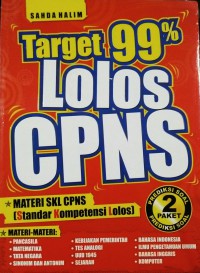 SANDA HALIM
Target 99%
Lolos
CPNS
★ MATERI SKL CPNS
(Standar Kompetensi Lolos)
PREDIKSI SOAL
2
PAKET
PREDIKSI SOAL
★ MATERI-MATERI:
• PANCASILA
• MATEMATIKA
• TATA NEGARA
• SINONIM DAN ANTONIM
• KEBIJAKAN PEMERINTAH
• TES ANALOGI
• UUD 1945
• SEJARAH
• BAHASA INDONESIA
• ILMU PENGETAHUAN UMUM
• BAHASA INGGRIS
• KOMPUTER